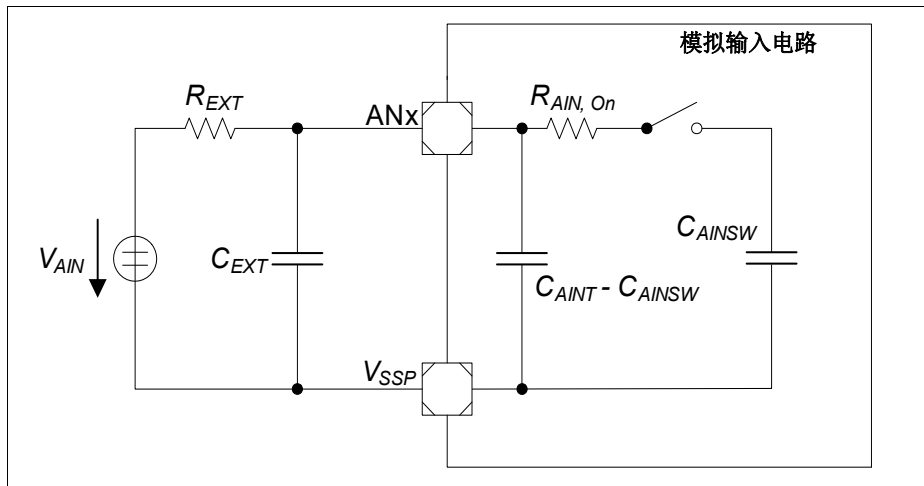 模拟输入电路
R_EXT
ANx
R_AIN, On
V_AIN
C_EXT
C_AINT - C_AINSW
C_AINSW
V_SSP